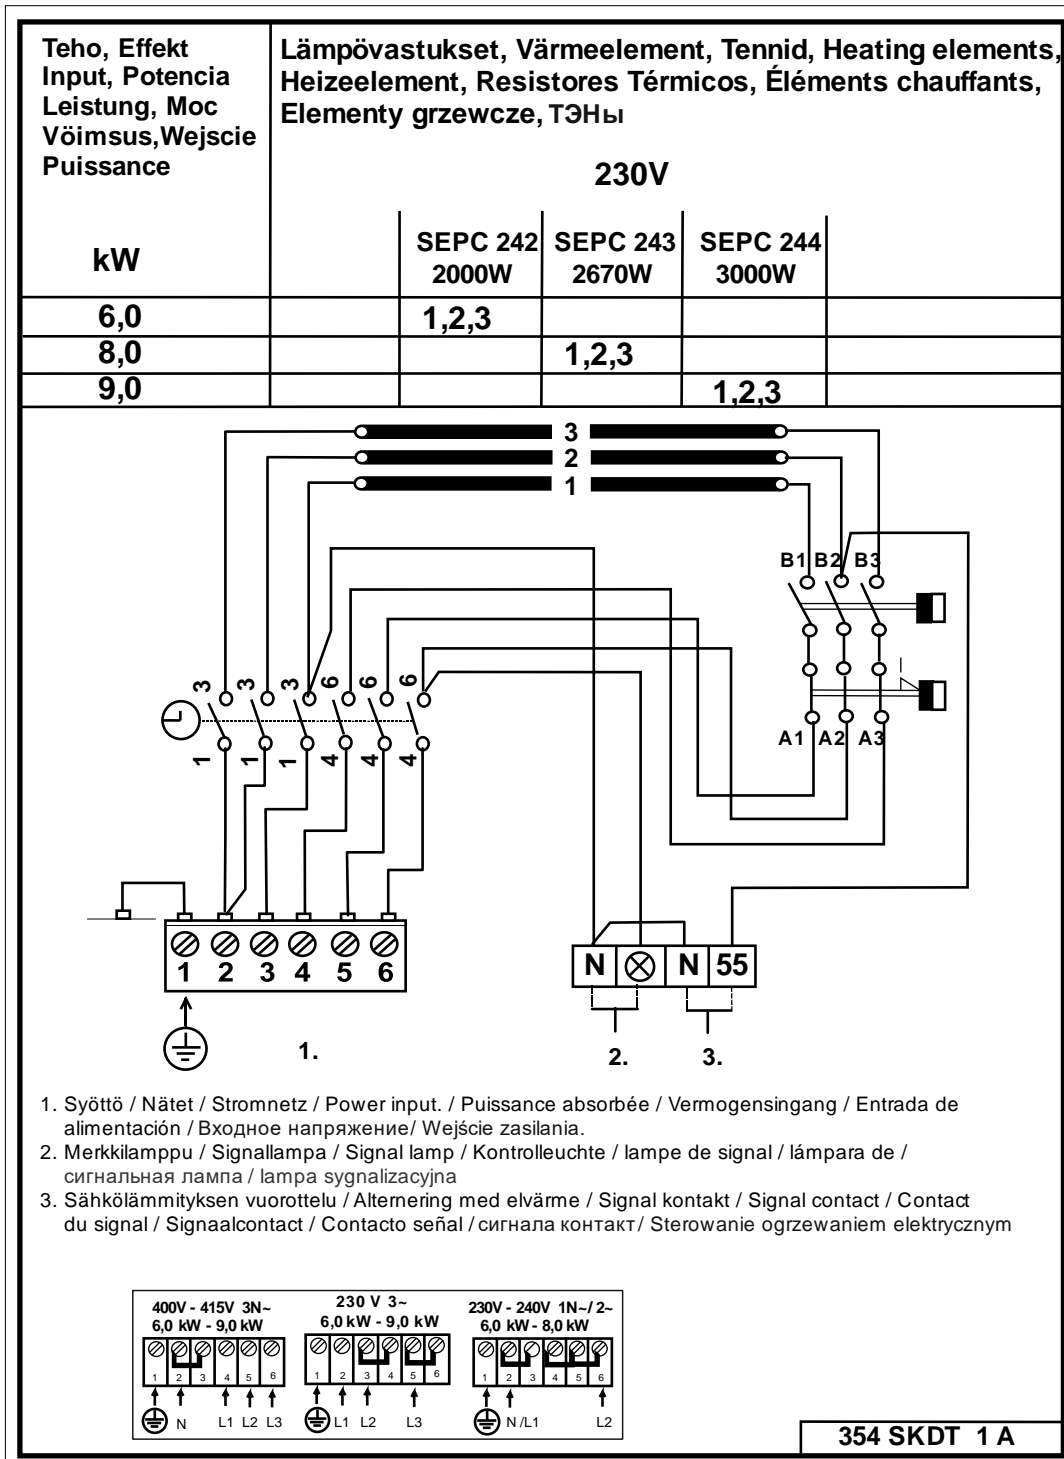 Teho, Effekt
Input, Potencia
Leistung, Moc
Vöimsus,Wejscie
Puissance
kW
Lämpövastukset, Värmeelement, Tennid, Heating elements,
Heizeelement, Resistores Térmicos, Éléments chauffants,
Elementy grzewcze, ТЭНы
230V
SEPC 242 SEPC 243 SEPC 244
2000W 2670W 3000W
6,0 1,2,3
8,0 1,2,3
9,0 1,2,3
3
2
1
B1 B2 B3
3 3 3 6 6 6
1 1 1 4 4 4
A1 A2 A3
1 2 3 4 5 6
N N 55
1. 2. 3.
1. Syöttö / Nätet / Stromnetz / Power input. / Puissance absorbée / Vermogensingang / Entrada de
alimentación / Входное напряжение/ Wejście zasilania.
2. Merkkilamppu / Signallampa / Signal lamp / Kontrolleuchte / lampe de signal / lámpara de /
сигнальная лампа / lampa sygnalizacyjna
3. Sähkölämmityksen vuorottelu / Alternering med elvärme / Signal kontakt / Signal contact / Contact
du signal / Signaalcontact / Contacto señal / сигнала контакт/ Sterowanie ogrzewaniem elektrycznym
400V - 415V 3N~
6,0 kW - 9,0 kW
1 2 3 4 5 6
N L1 L2 L3
230 V 3~
6,0 kW - 9,0 kW
1 2 3 4 5 6
L1 L2 L3
230V - 240V 1N~/ 2~
6,0 kW - 8,0 kW
1 2 3 4 5 6
N /L1 L2
354 SKDT 1 A